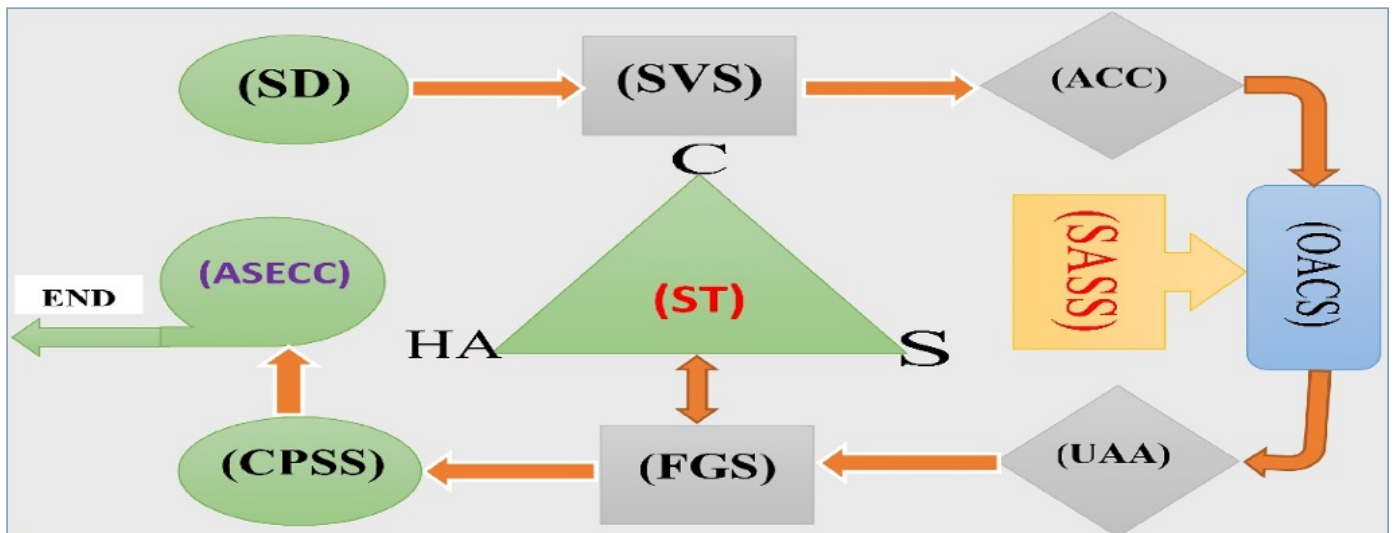 (SD)
(SVS)
(ACC)
C
(SASS)
(OACS)
(ASECC)
END
(ST)
HA
S
(CPSS)
(FGS)
(UAA)